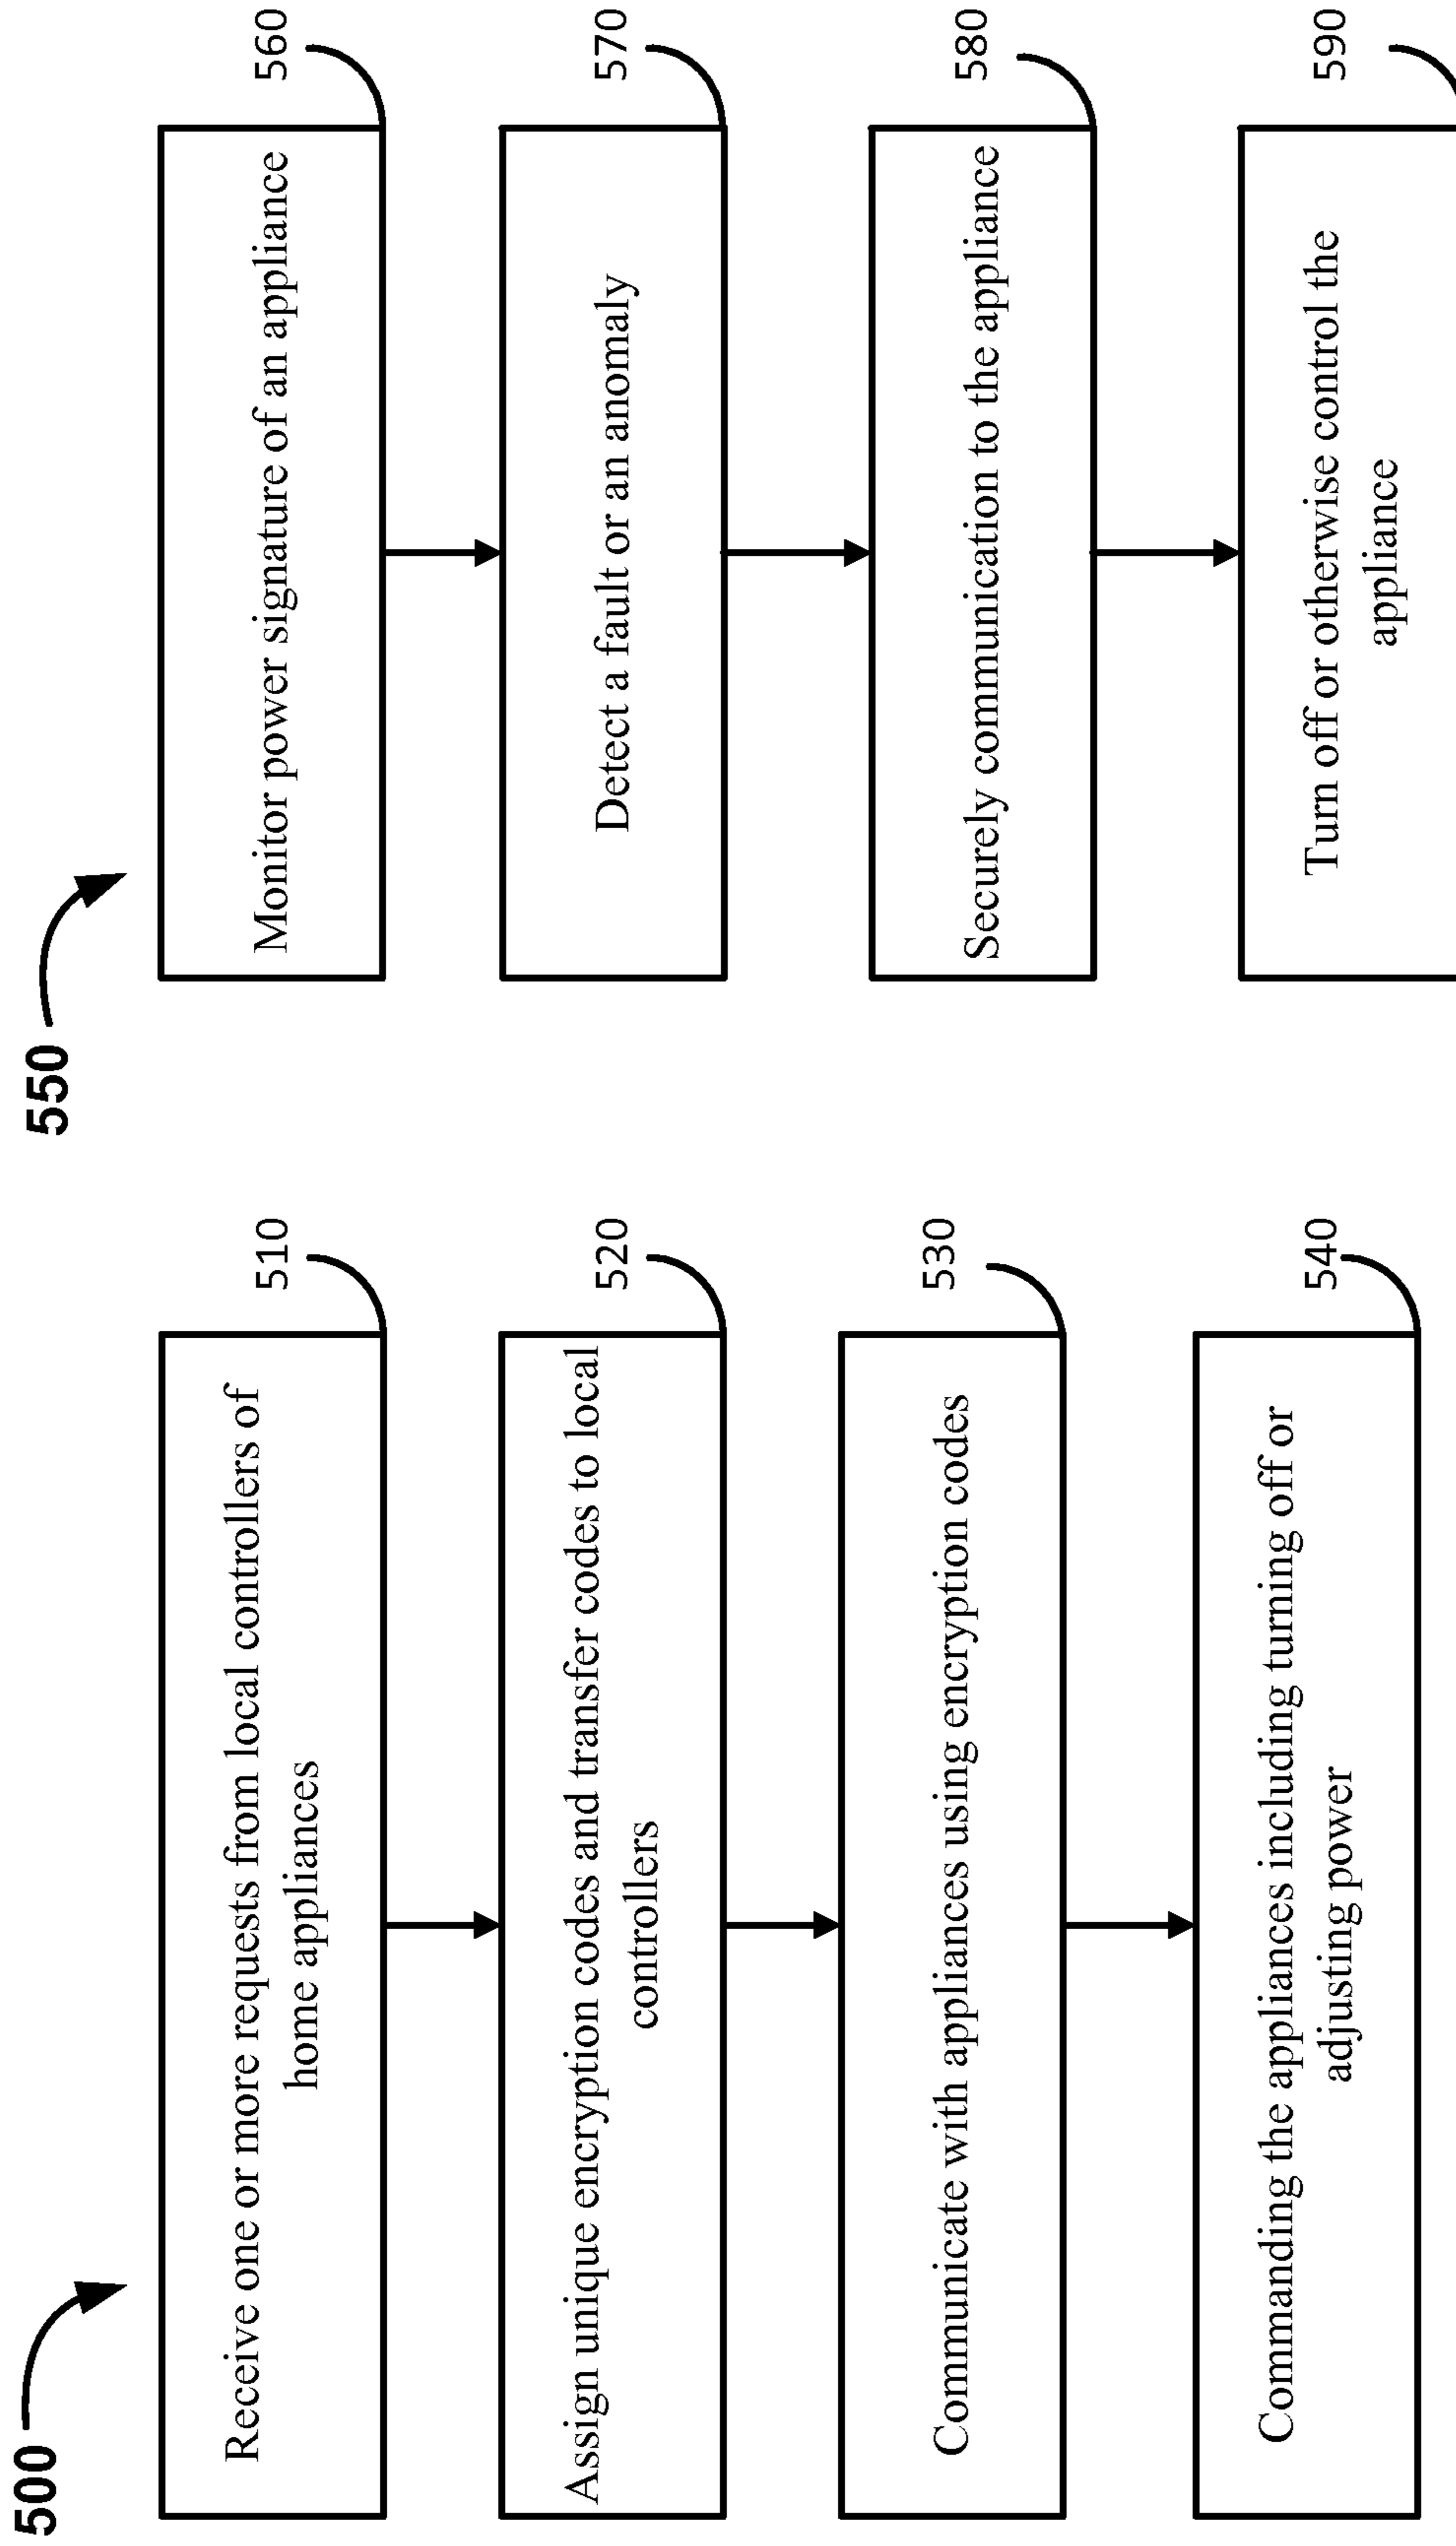 500
Receive one or more requests from local controllers of
home appliances
510
Assign unique encryption codes and transfer codes to local
controllers
520
Communicate with appliances using encryption codes
530
Commanding the appliances including turning off or
adjusting power
540
550
Monitor power signature of an appliance
560
Detect a fault or an anomaly
570
Securely communication to the appliance
580
Turn off or otherwise control the
appliance
590